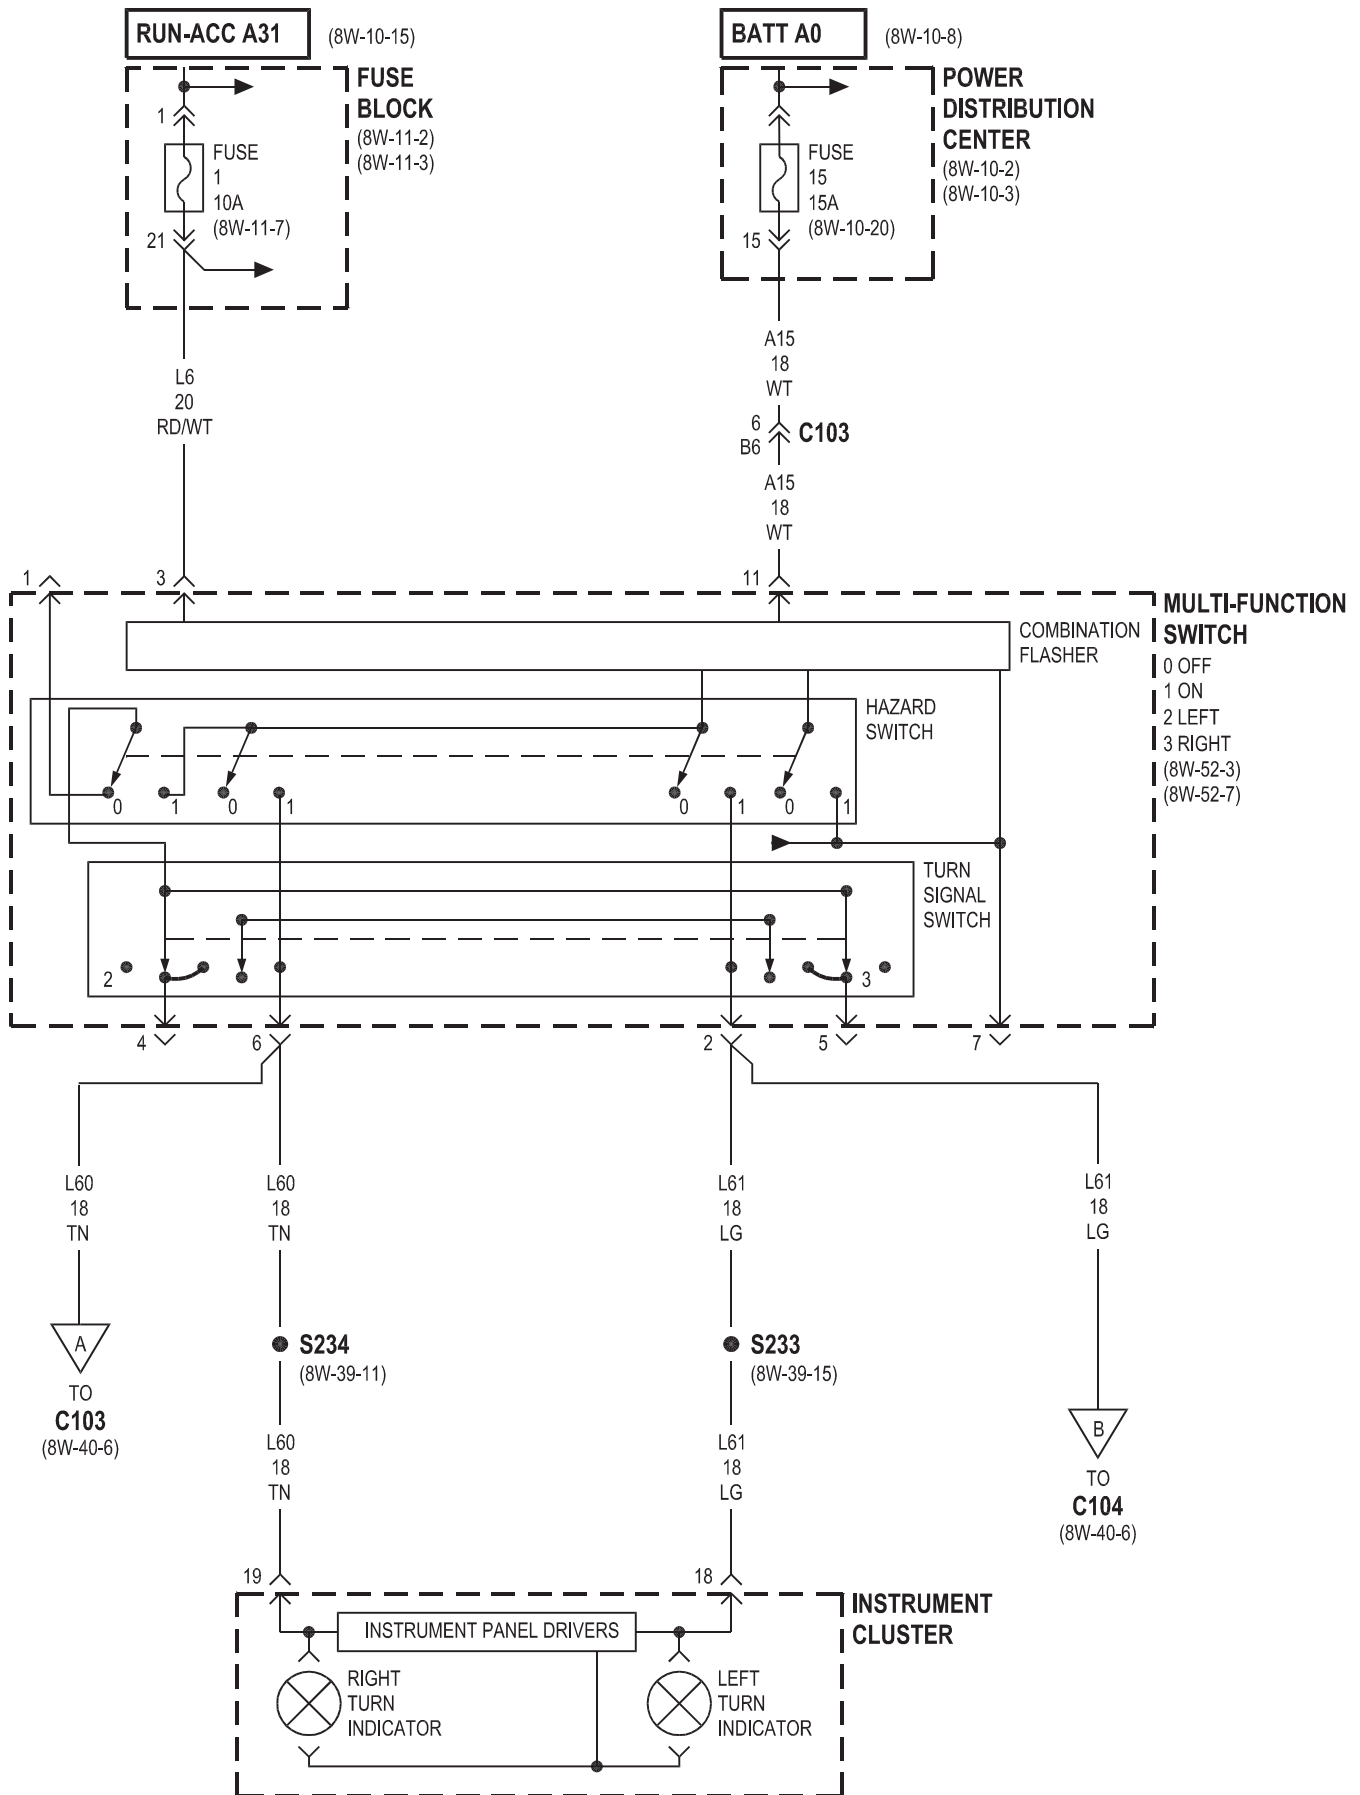 RUN-ACC A31
(8W-10-15)
BATT A0
(8W-10-8)
FUSE
BLOCK
(8W-11-2)
(8W-11-3)
1
FUSE
1
10A
(8W-11-7)
21
POWER
DISTRIBUTION
CENTER
(8W-10-2)
(8W-10-3)
FUSE
15
15A
(8W-10-20)
15
L6
20
RD/WT
A15
18
WT
6
B6
C103
A15
18
WT
1
3
11
MULTI-FUNCTION
SWITCH
0 OFF
1 ON
2 LEFT
3 RIGHT
(8W-52-3)
(8W-52-7)
COMBINATION
FLASHER
HAZARD
SWITCH
0 1 0 1 0 1 0 1
TURN
SIGNAL
SWITCH
2
3
4
6
2
5
7
L60
18
TN
L60
18
TN
L61
18
LG
L61
18
LG
A
TO
C103
(8W-40-6)
S234
(8W-39-11)
S233
(8W-39-15)
B
TO
C104
(8W-40-6)
L60
18
TN
L61
18
LG
19
18
INSTRUMENT
CLUSTER
INSTRUMENT PANEL DRIVERS
RIGHT
TURN
INDICATOR
LEFT
TURN
INDICATOR